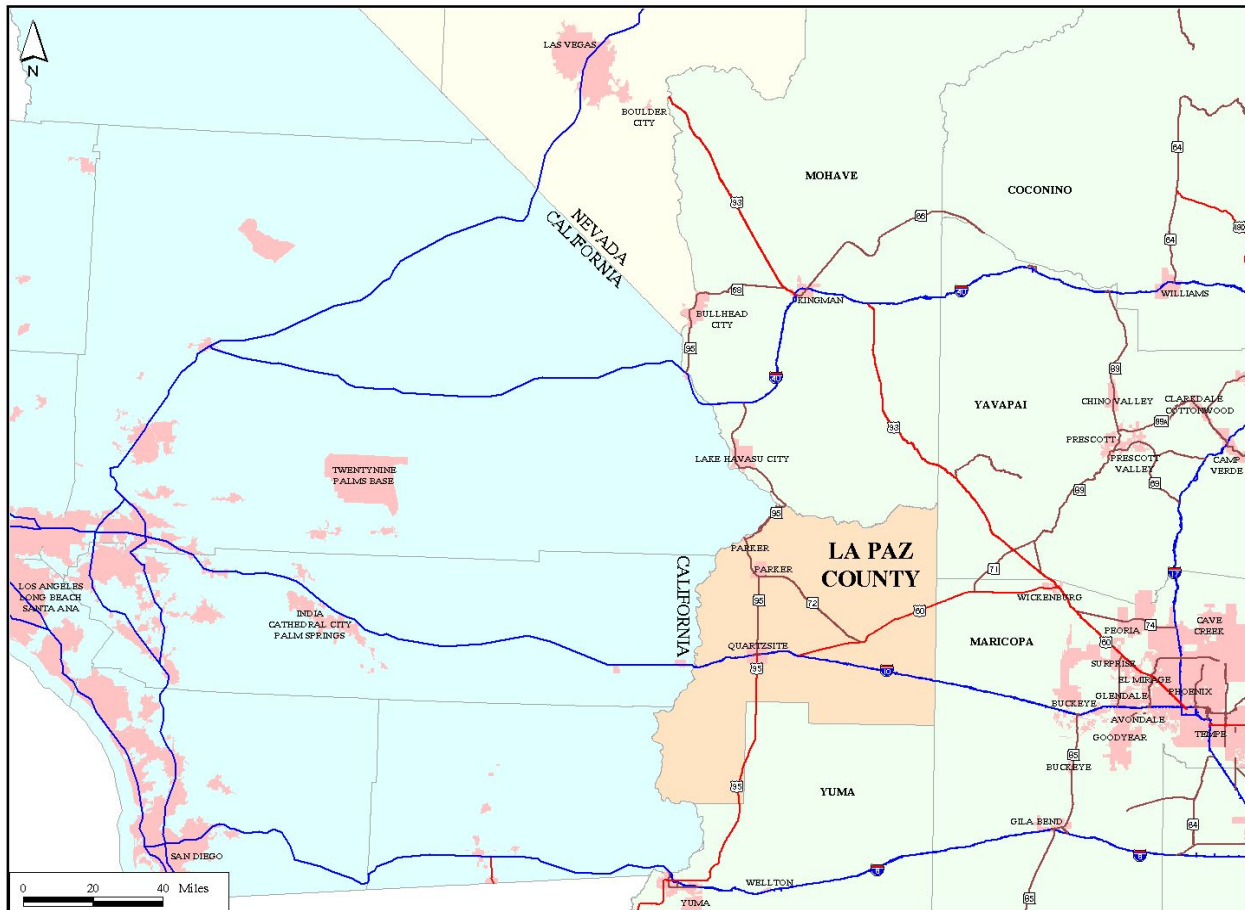 LAS VEGAS
N
BOULDER
CITY
MOHAVE
COCONINO
64
93
66
64
NEVADA
CALIFORNIA
68
KINGMAN
40
WILLIAMS
BULLHEAD
CITY
95
40
89
YAVAPAI
CHINO VALLEY
CLARKDALE
COTTONWOOD
93
89A
PRESCOTT
LAKE HAVASU CITY
PRESCOTT
VALLEY
CAMP
VERDE
TWENTYNINE
PALMS BASE
69
89
95
PARKER
LA PAZ
COUNTY
CALIFORNIA
PARKER
71
LOS ANGELES
LONG BEACH
SANTA ANA
WICKENBURG
95
72
60
INDIA
CATHEDRAL CITY
PALM SPRINGS
CAVE
CREEK
PEORIA
74
MARICOPA
60
QUARTZSITE
SURPRISE
95
10
EL MIRAGE
GLENDALE
PHOENIX
BUCKEYE
AVONDALE
GOODYEAR
TEMPE
85
BUCKEYE
95
YUMA
GILA BEND
84
SAN DIEGO
8
8
WELLTON
0 20 40 Miles
YUMA
85